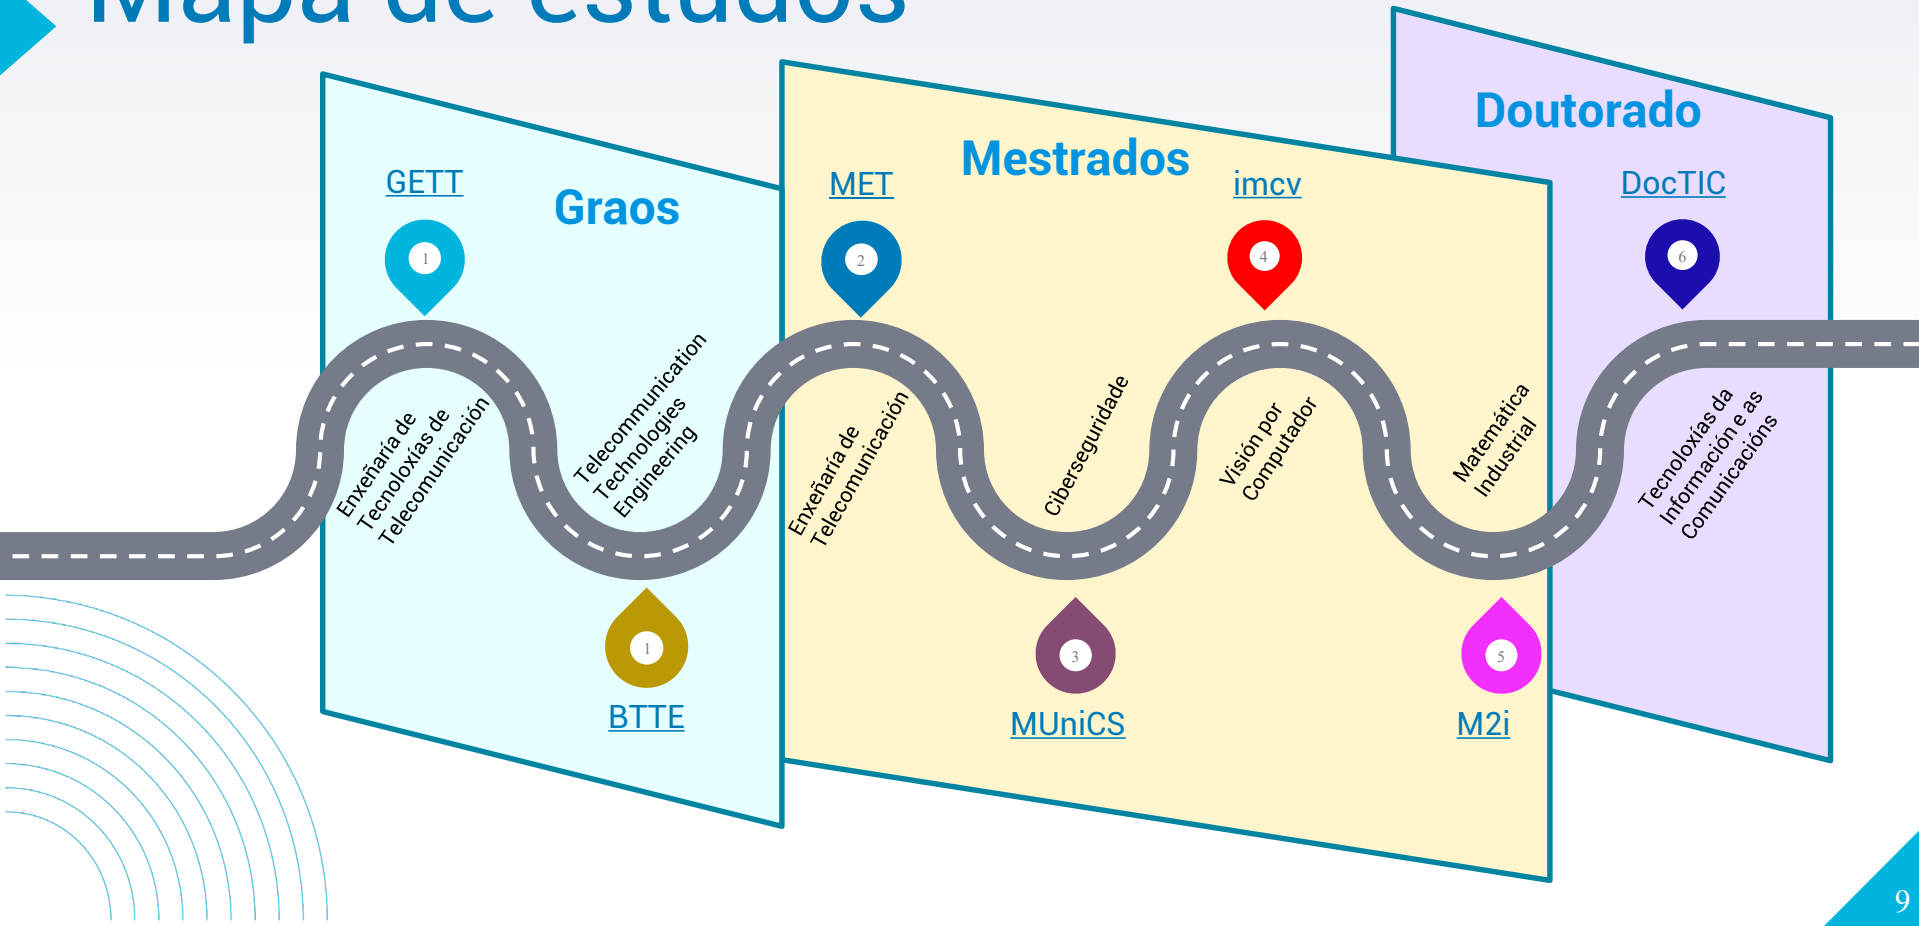 Mapa de estudos
Graos
GETT
1
Enxeñaría de
Tecnoloxías de
Telecomunicación
Telecommunication
Technologies
Engineering
1
BTTE
Mestrados
MET
2
Enxeñaría de
Telecomunicación
Ciberseguridade
3
MUniCS
imcv
4
Visión por
Computador
Matemática
Industrial
5
M2i
Doutorado
DocTIC
6
Tecnoloxías da
Información e as
Comunicacións
9